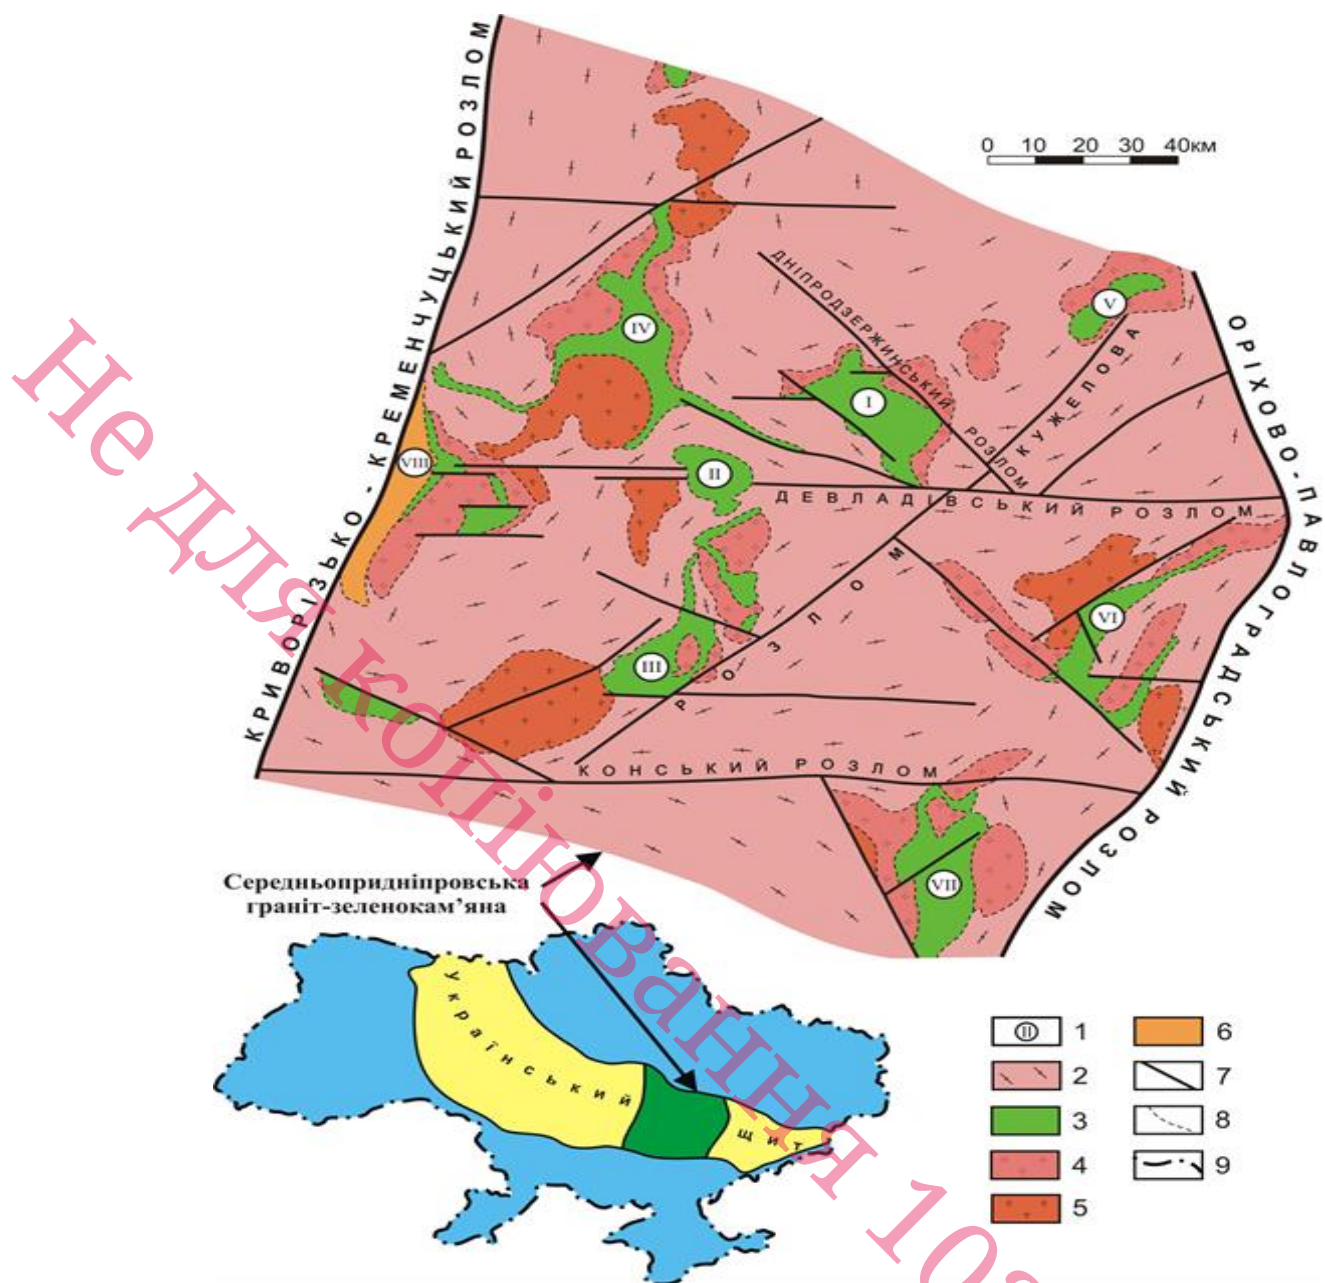 КРИВОРІЗЬКО - КРЕМЕНЧУЦЬКИЙ РОЗЛОМ
0 10 20 30 40км
ДНІПРОДЗЕРЖИНСЬКИЙ РОЗЛОМ
V
ОРІХОВО-ПАВЛОГРАДСЬКИЙ РОЗЛОМ
IV
КУЖЕЛОВА
I
VIII
II
ДЕВЛАДІВСЬКИЙ РОЗЛОМ
РОЗЛОМ
VI
III
КОНСЬКИЙ РОЗЛОМ
VII
Середньопридніпровська
граніт-зеленокам’яна
Український
щит
II 1
2
3
4
5
6
7
8
9
Не для копіювання